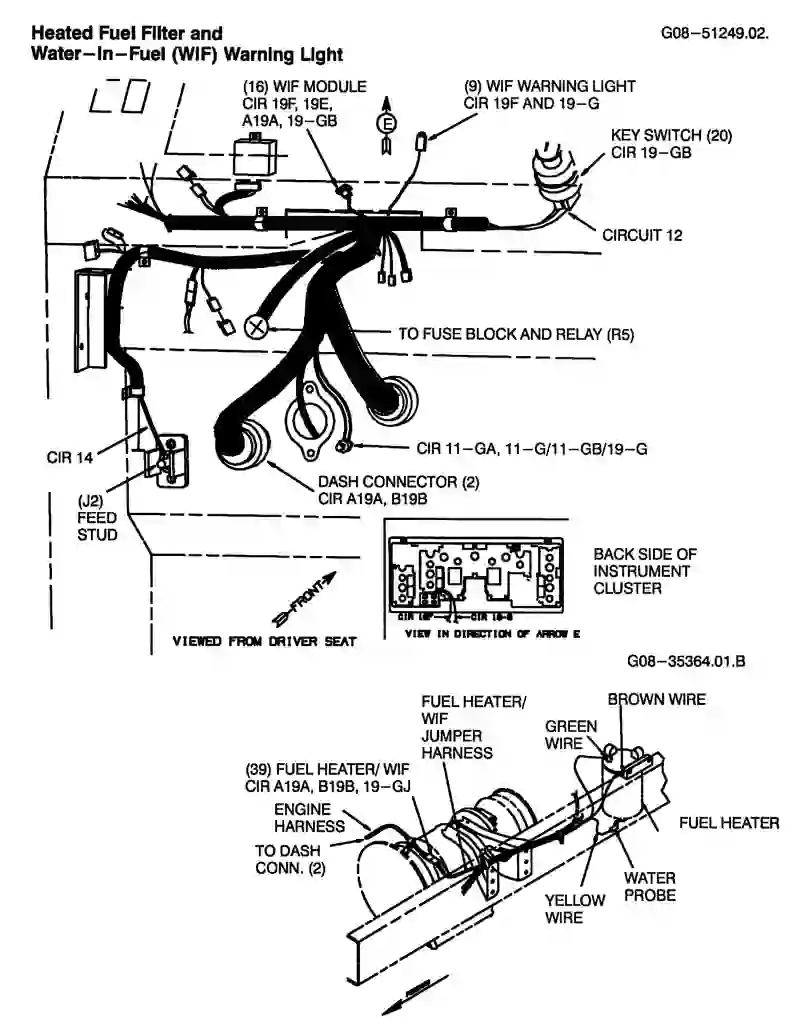 Heated Fuel Filter and
Water-In-Fuel (WIF) Warning Light
G08-51249.02.
(16) WIF MODULE
CIR 19F, 19E,
A19A, 19-GB
(9) WIF WARNING LIGHT
CIR 19F AND 19-G
E
KEY SWITCH (20)
CIR 19-GB
CIRCUIT 12
TO FUSE BLOCK AND RELAY (R5)
CIR 11-GA, 11-G/11-GB/19-G
CIR 14
DASH CONNECTOR (2)
CIR A19A, B19B
(J2)
FEED
STUD
BACK SIDE OF
INSTRUMENT
CLUSTER
FRONT
CIR 19F
CIR 19-G
VIEWED FROM DRIVER SEAT
VIEW IN DIRECTION OF ARROW E
G08-35364.01.B
FUEL HEATER/
WIF
JUMPER
HARNESS
BROWN WIRE
GREEN
WIRE
(39) FUEL HEATER/ WIF
CIR A19A, B19B, 19-GJ
ENGINE
HARNESS
TO DASH
CONN. (2)
FUEL HEATER
WATER
PROBE
YELLOW
WIRE